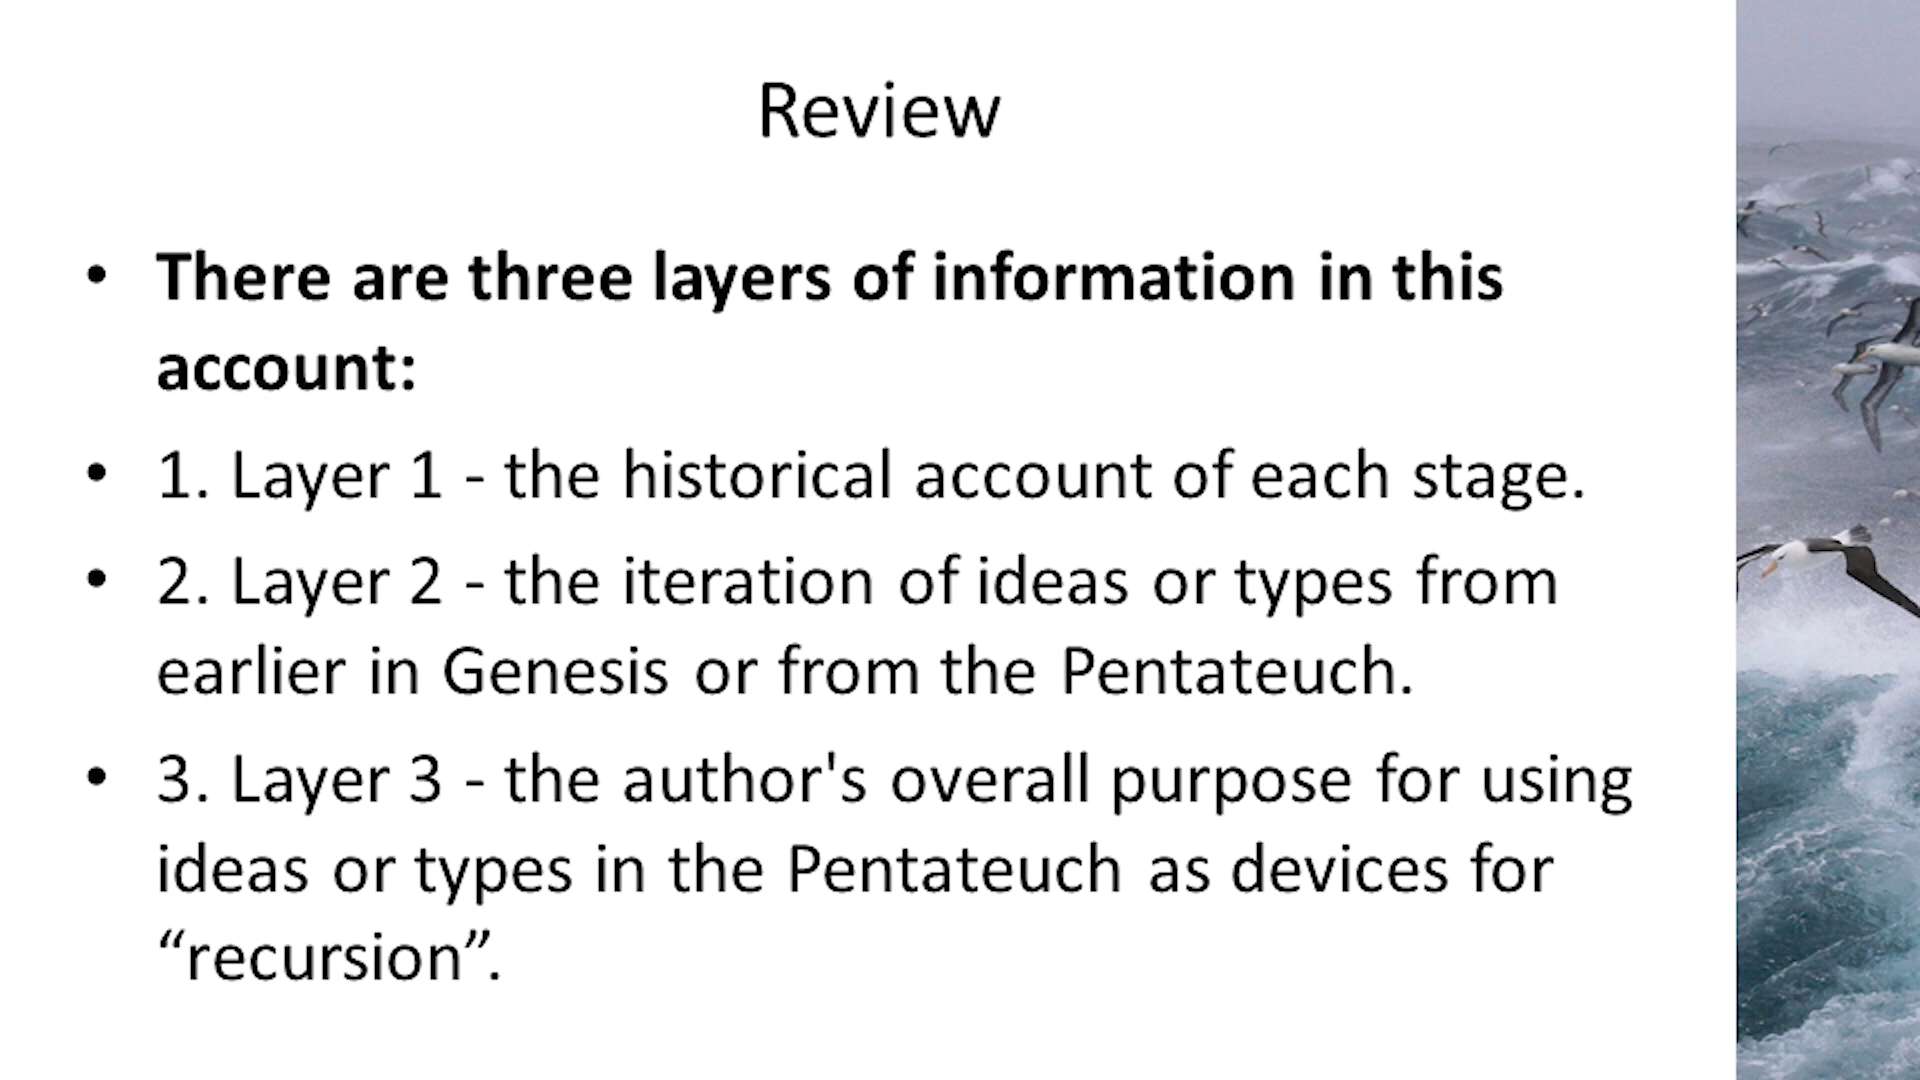 Review
• There are three layers of information in this
account:
• 1. Layer 1 - the historical account of each stage.
• 2. Layer 2 - the iteration of ideas or types from
earlier in Genesis or from the Pentateuch.
• 3. Layer 3 - the author's overall purpose for using
ideas or types in the Pentateuch as devices for
“recursion”.